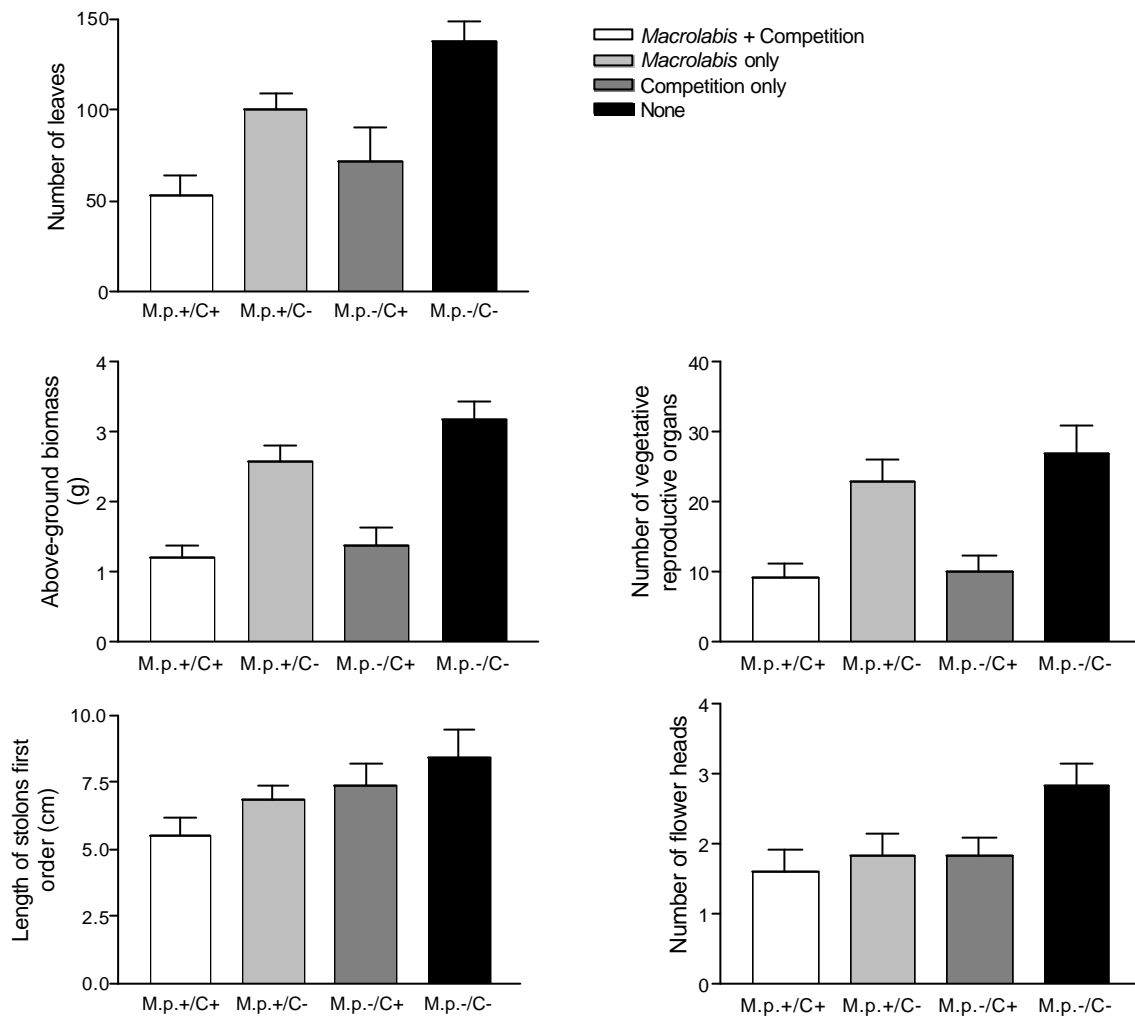 Number of leaves
150
100
50
0
M.p.+/C+ M.p.+/C- M.p.-/C+ M.p.-/C-
Macrolabis + Competition
Macrolabis only
Competition only
None
Above-ground biomass
(g)
4
3
2
1
0
M.p.+/C+ M.p.+/C- M.p.-/C+ M.p.-/C-
Number of vegetative
reproductive organs
40
30
20
10
0
M.p.+/C+ M.p.+/C- M.p.-/C+ M.p.-/C-
Length of stolons first
order (cm)
10.0
7.5
5.0
2.5
0.0
M.p.+/C+ M.p.+/C- M.p.-/C+ M.p.-/C-
Number of flower heads
4
3
2
1
0
M.p.+/C+ M.p.+/C- M.p.-/C+ M.p.-/C-